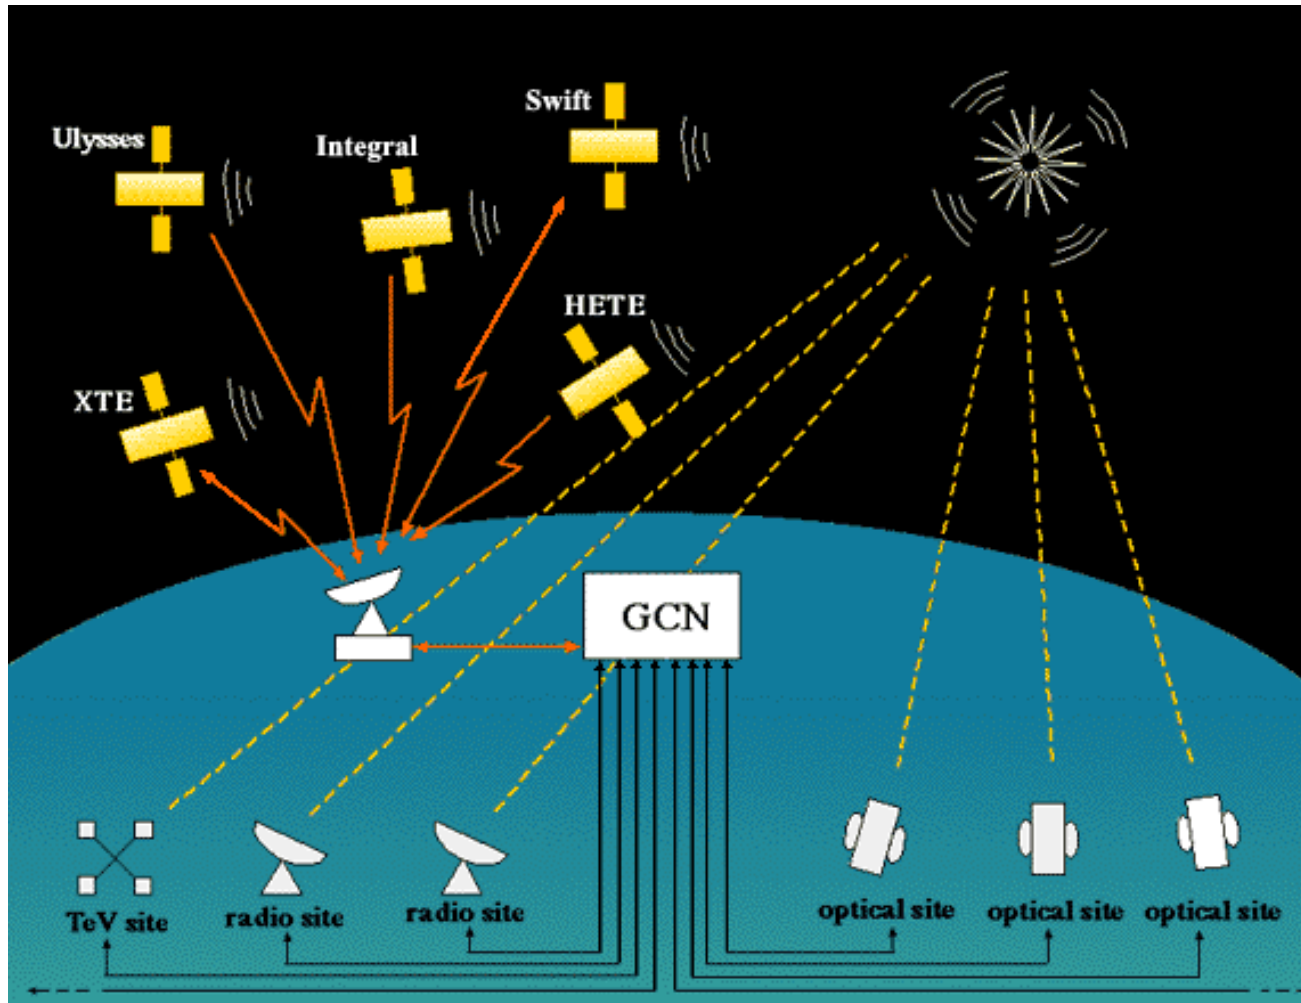 Swift
Ulysses
Integral
HETE
XTE
GCN
TeV site
radio site
radio site
optical site
optical site
optical site